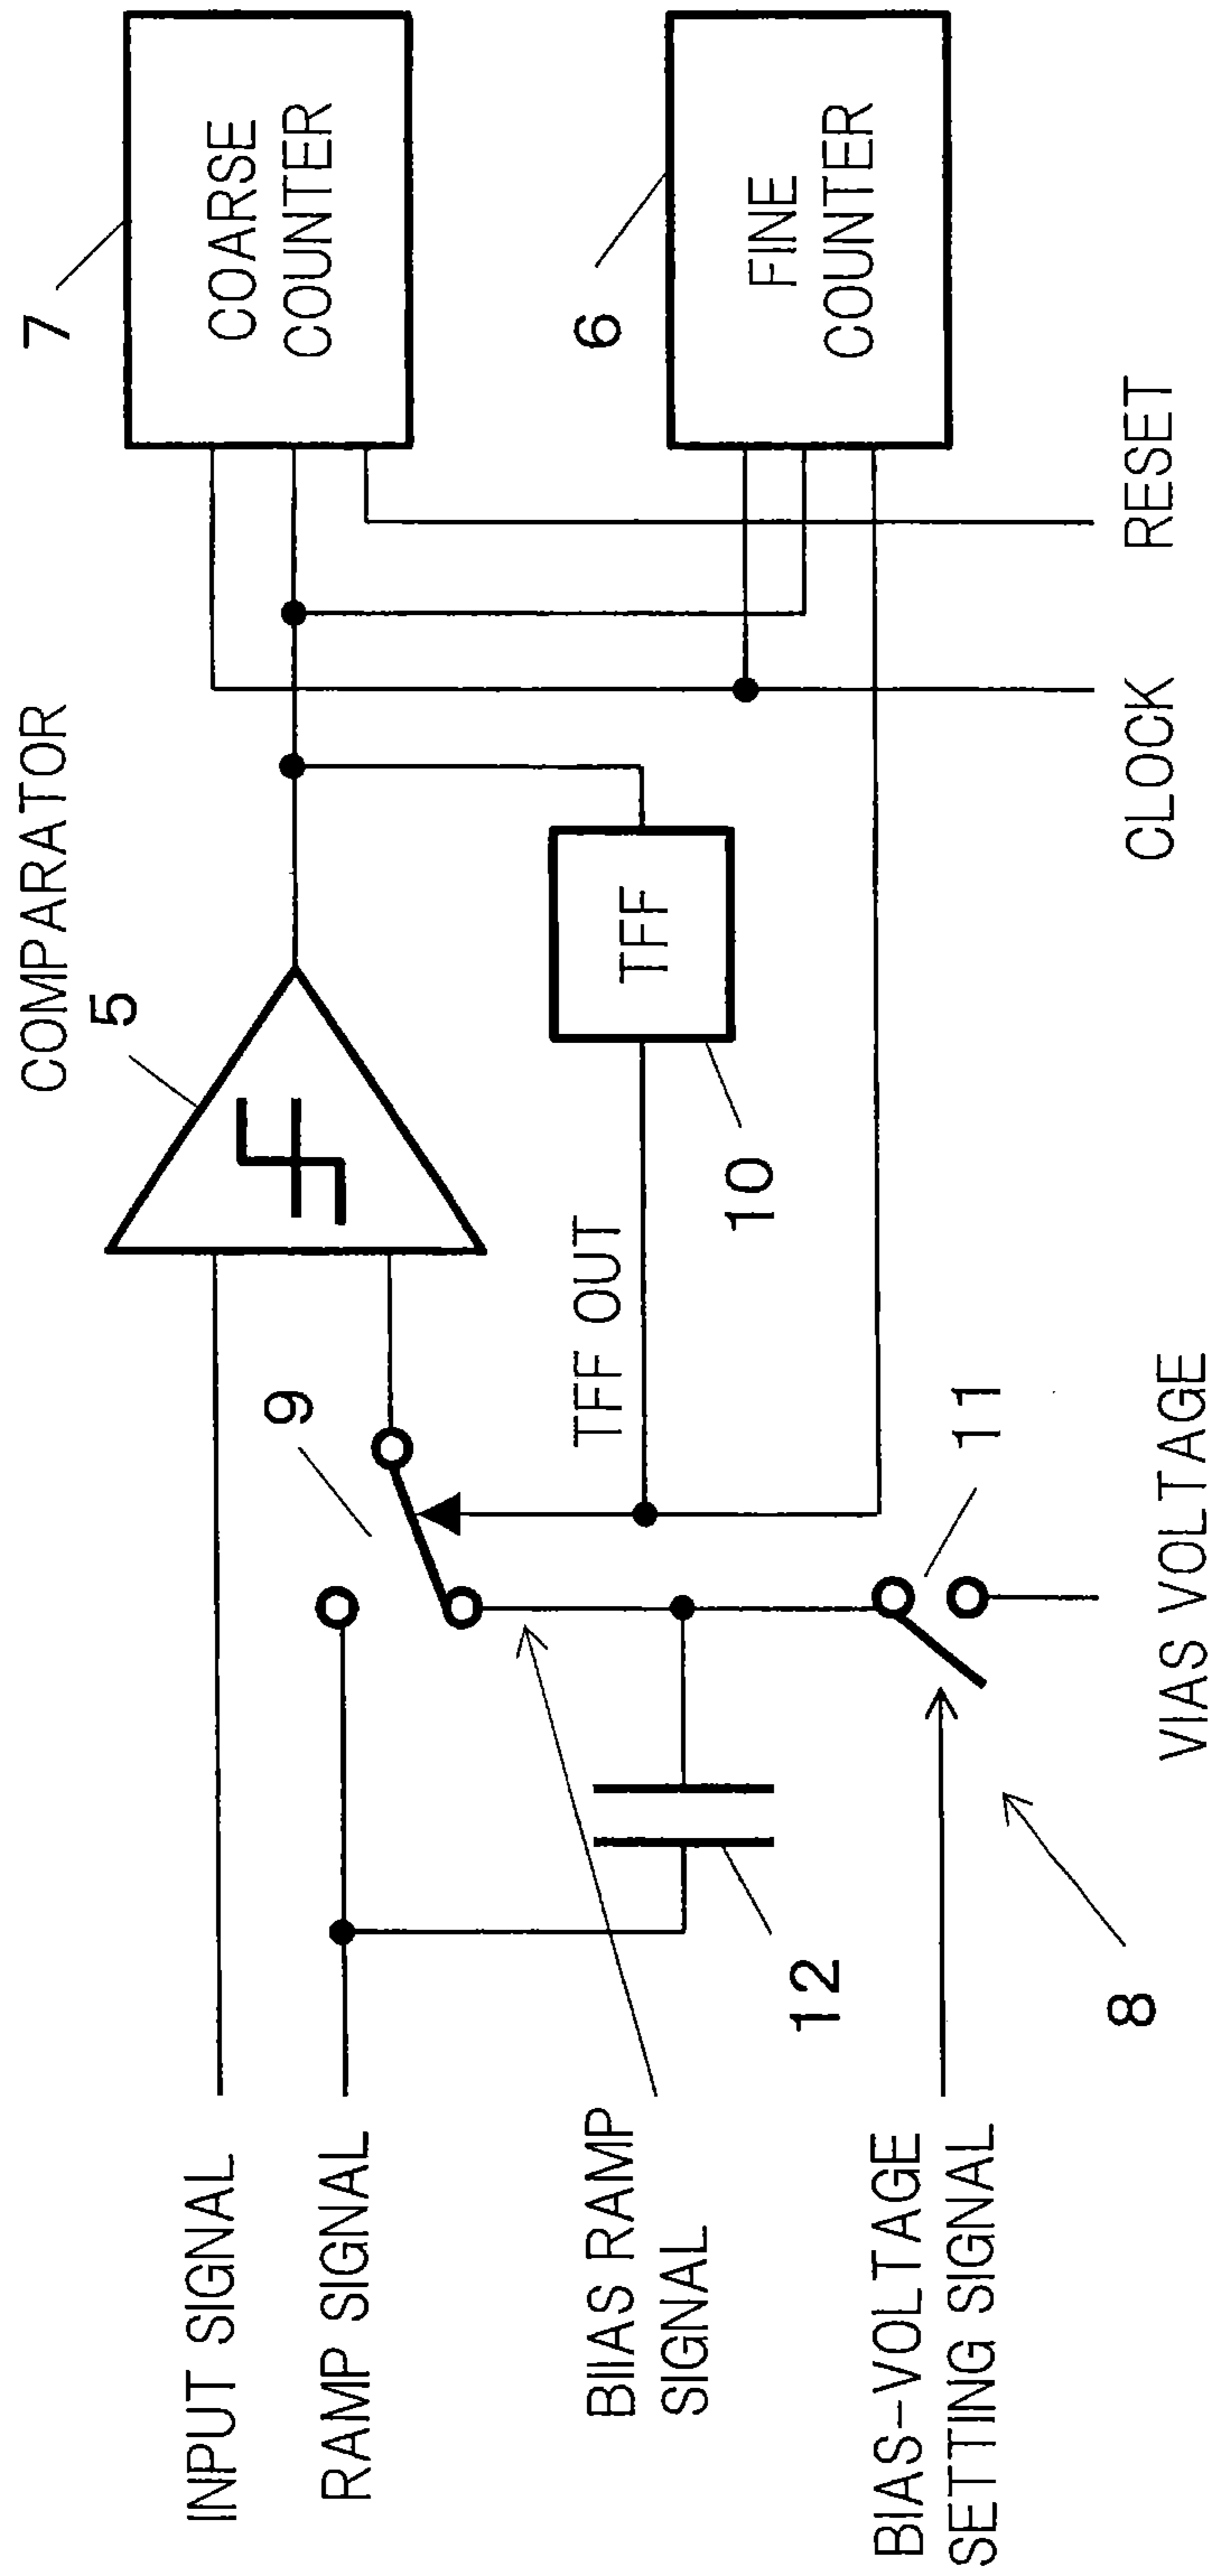 COMPARATOR
5
7
COARSE
COUNTER
INPUT SIGNAL
RAMP SIGNAL
9
6
FINE
COUNTER
TFF OUT
TFF
10
BIIAS RAMP
SIGNAL
12
11
BIAS-VOLTAGE
SETTING SIGNAL
8
VIAS VOLTAGE
CLOCK
RESET